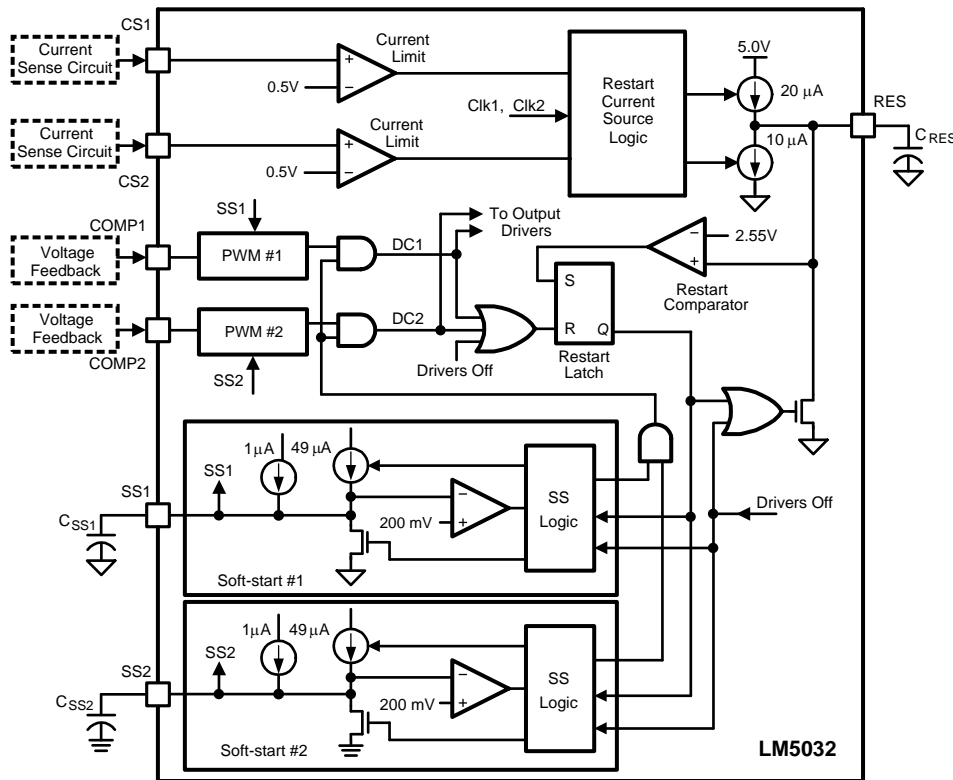 CS1
Current
Sense Circuit
Current
Limit
+
−
0.5V
Current
Sense Circuit
CS2
Current
Limit
+
−
0.5V
Clk1, Clk2
Restart
Current
Source
Logic
5.0V
20 µA
10 µA
RES
CRES
COMP1
Voltage
Feedback
SS1
PWM #1
DC1
To Output
Drivers
−
+
2.55V
Restart
Comparator
Voltage
Feedback
COMP2
PWM #2
SS2
DC2
Drivers Off
S
R Q
Restart
Latch
Drivers Off
SS1
CSS1
SS1
1µA
49 µA
−
+
200 mV
SS
Logic
Soft-start #1
SS2
CSS2
SS2
1µA
49 µA
−
+
200 mV
SS
Logic
Soft-start #2
LM5032